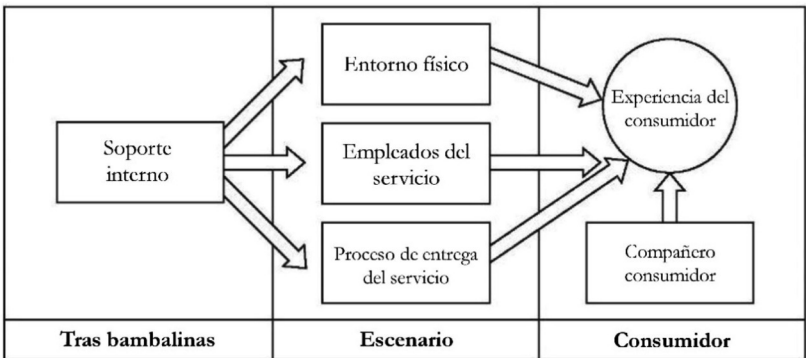 Soporte
interno
Entorno físico
Empleados del
servicio
Proceso de entrega
del servicio
Experiencia del
consumidor
Compañero
consumidor
Tras bambalinas
Escenario
Consumidor